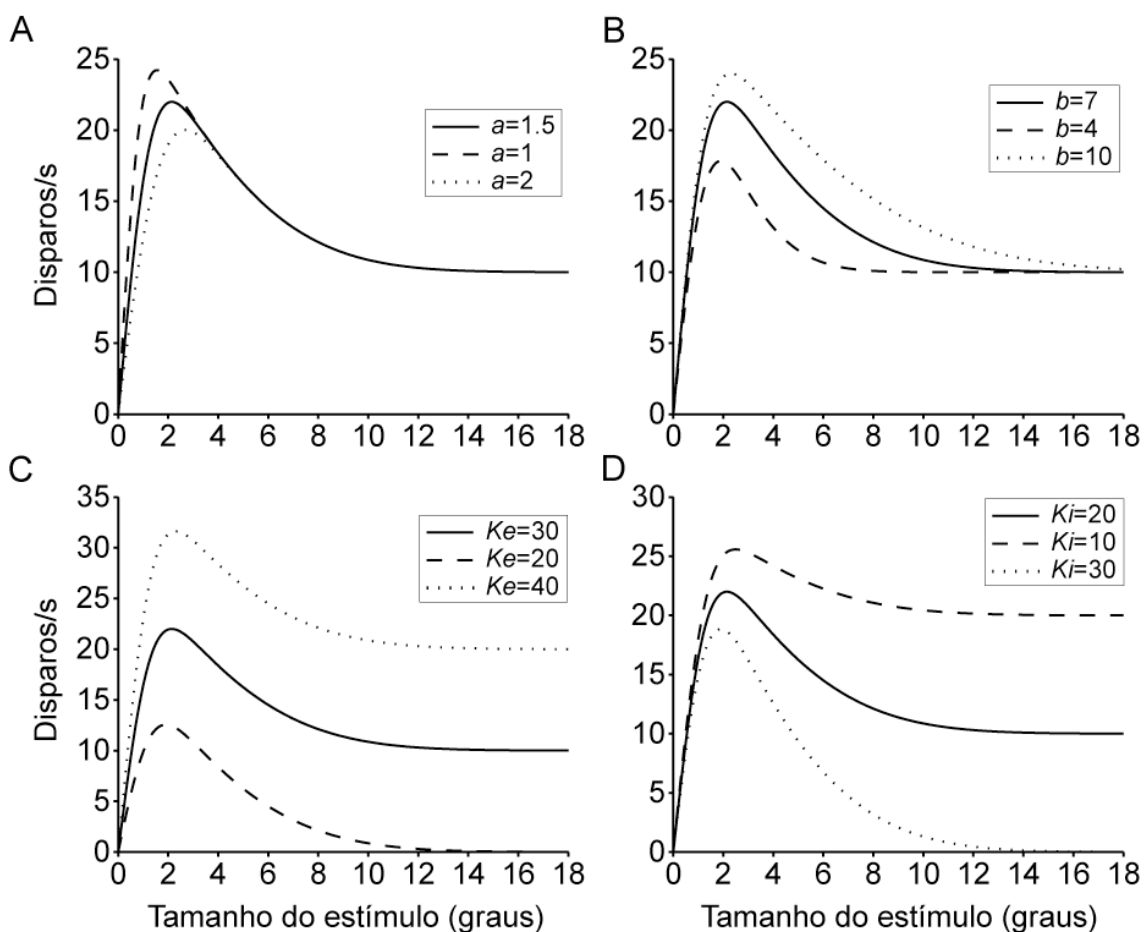 A
25
20
15
10
5
0
Disparos/s
a=1.5
a=1
a=2
0 2 4 6 8 10 12 14 16 18
B
25
20
15
10
5
0
b=7
b=4
b=10
0 2 4 6 8 10 12 14 16 18
C
35
30
25
20
15
10
5
0
Disparos/s
Ke=30
Ke=20
Ke=40
0 2 4 6 8 10 12 14 16 18
Tamanho do estímulo (graus)
D
30
25
20
15
10
5
0
Ki=20
Ki=10
Ki=30
0 2 4 6 8 10 12 14 16 18
Tamanho do estímulo (graus)